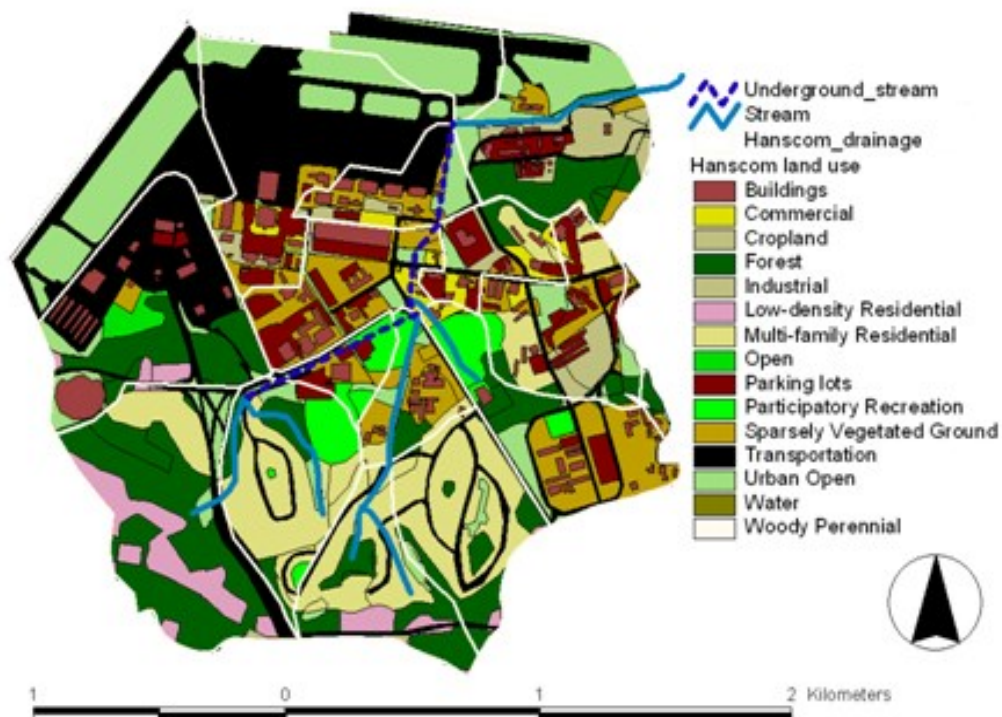 Underground_stream
Stream
Hanscom_drainage
Hanscom land use
Buildings
Commercial
Cropland
Forest
Industrial
Low-density Residential
Multi-family Residential
Open
Parking lots
Participatory Recreation
Sparsely Vegetated Ground
Transportation
Urban Open
Water
Woody Perennial
1 0 1 2 Kilometers